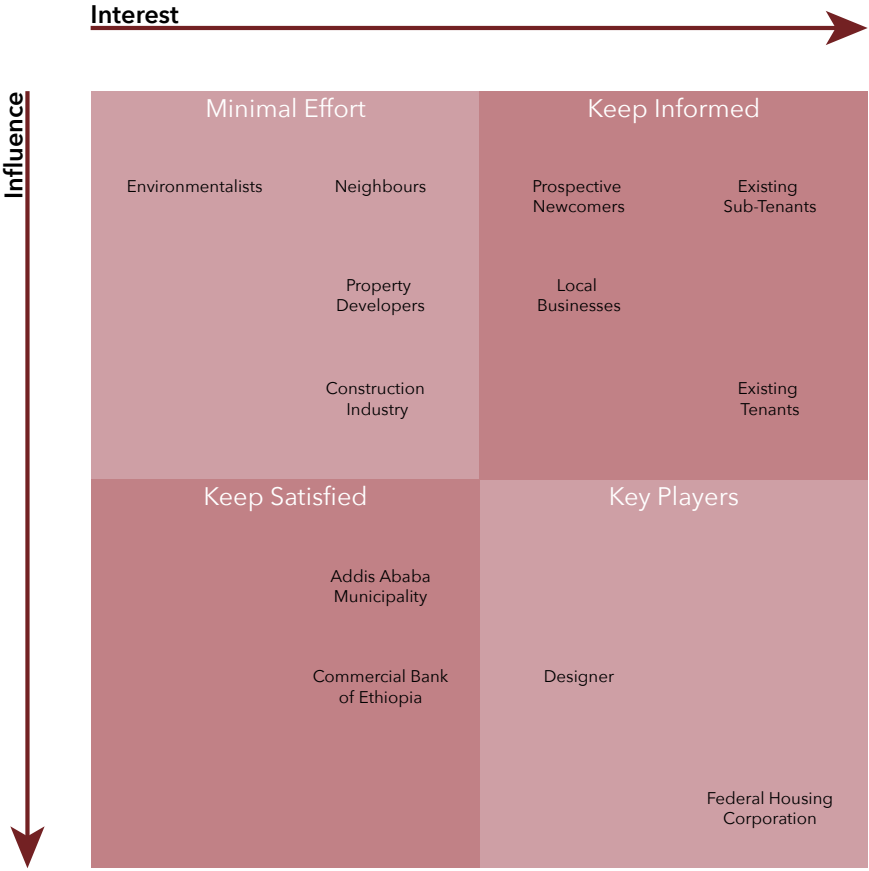 Interest
Influence
Minimal Effort
Environmentalists
Neighbours
Property
Developers
Construction
Industry
Keep Informed
Prospective
Newcomers
Existing
Sub-Tenants
Local
Businesses
Existing
Tenants
Keep Satisfied
Addis Ababa
Municipality
Commercial Bank
of Ethiopia
Key Players
Designer
Federal Housing
Corporation